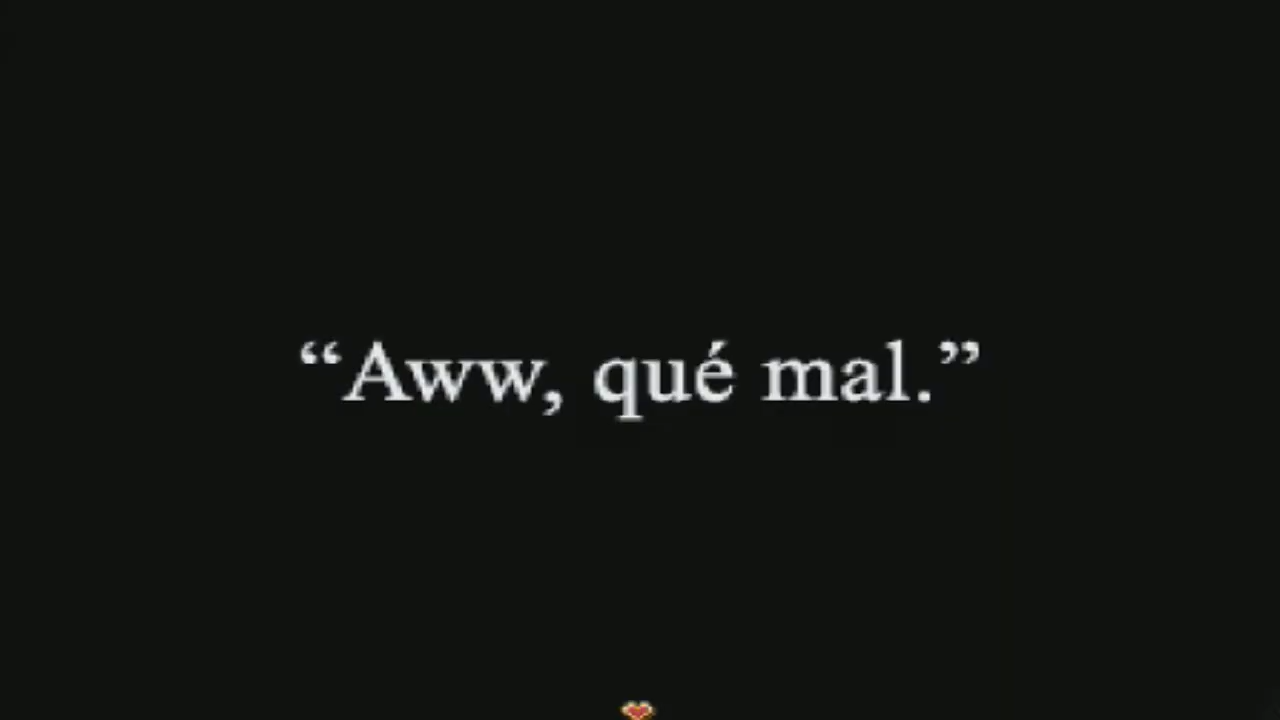 “Aww, qué mal.”